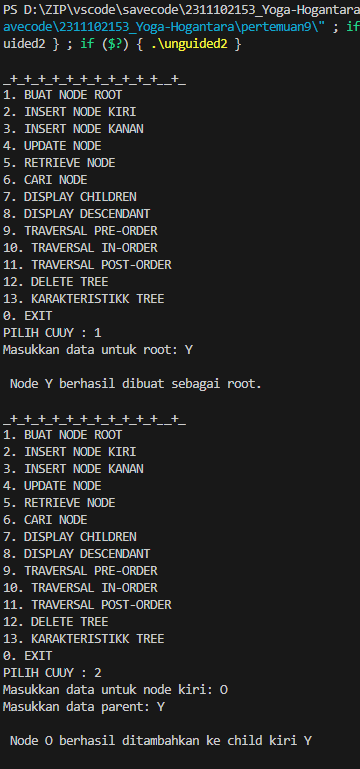 PS D:\ZIP\vscode\savecode\2311102153_Yoga-Hogantara
avecode\2311102153_Yoga-Hogantara\pertemuan9\" ; if
uided2 } ; if ($?) { .\unguided2 }
_+_+_+_+_+_+_+_+_+_+_+__+_
1. BUAT NODE ROOT
2. INSERT NODE KIRI
3. INSERT NODE KANAN
4. UPDATE NODE
5. RETRIEVE NODE
6. CARI NODE
7. DISPLAY CHILDREN
8. DISPLAY DESCENDANT
9. TRAVERSAL PRE-ORDER
10. TRAVERSAL IN-ORDER
11. TRAVERSAL POST-ORDER
12. DELETE TREE
13. KARAKTERISTIKK TREE
0. EXIT
PILIH CUUY : 1
Masukkan data untuk root: Y
Node Y berhasil dibuat sebagai root.
_+_+_+_+_+_+_+_+_+_+_+__+_
1. BUAT NODE ROOT
2. INSERT NODE KIRI
3. INSERT NODE KANAN
4. UPDATE NODE
5. RETRIEVE NODE
6. CARI NODE
7. DISPLAY CHILDREN
8. DISPLAY DESCENDANT
9. TRAVERSAL PRE-ORDER
10. TRAVERSAL IN-ORDER
11. TRAVERSAL POST-ORDER
12. DELETE TREE
13. KARAKTERISTIKK TREE
0. EXIT
PILIH CUUY : 2
Masukkan data untuk node kiri: O
Masukkan data parent: Y
Node O berhasil ditambahkan ke child kiri Y